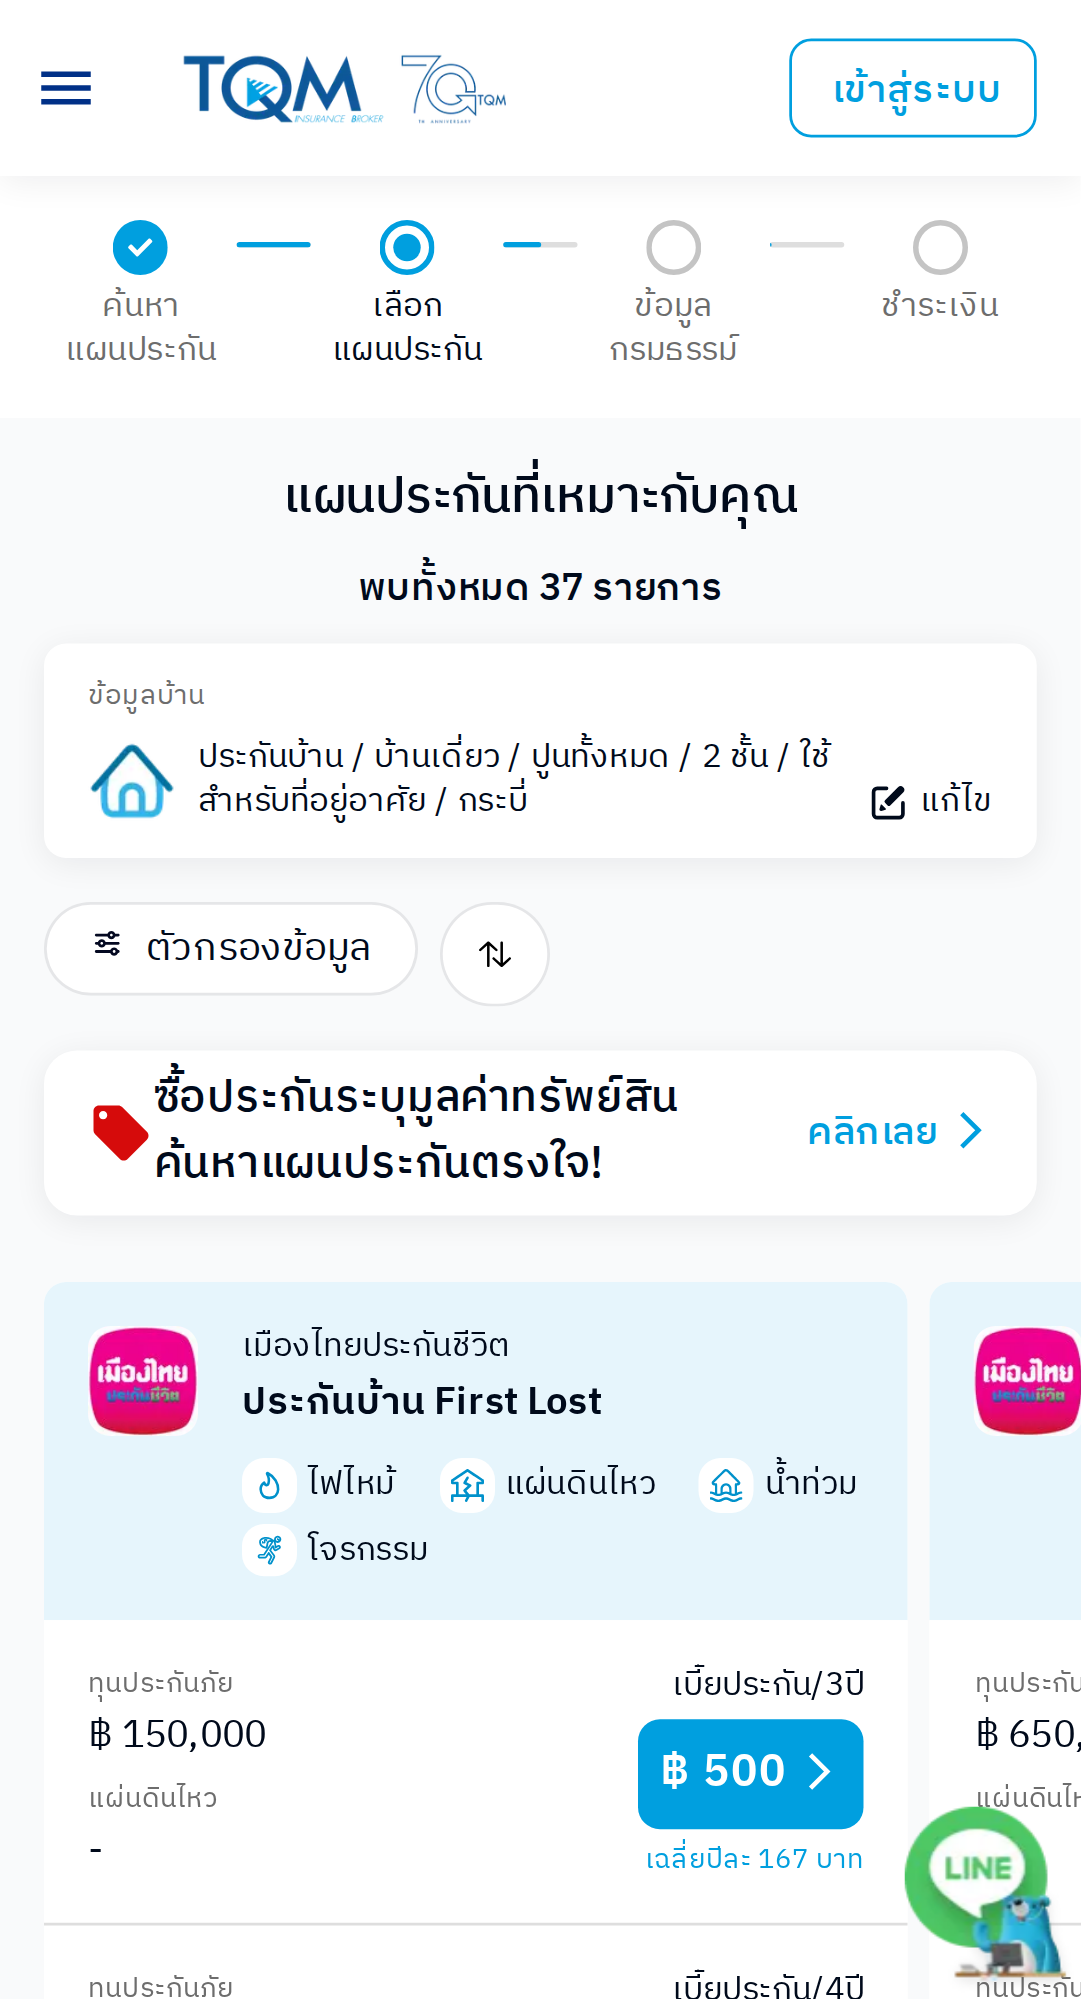 TQM
INSURANCE BROKER
70
TQM
TH ANNIVERSARY
เข้าสู่ระบบ
ค้นหา
แผนประกัน
เลือก
แผนประกัน
ข้อมูล
กรมธรรม์
ชำระเงิน
แผนประกันที่เหมาะกับคุณ
พบทั้งหมด 37 รายการ
ข้อมูลบ้าน
ประกันบ้าน / บ้านเดี่ยว / ปูนทั้งหมด / 2 ชั้น / ใช้
สำหรับที่อยู่อาศัย / กระบี่
แก้ไข
ตัวกรองข้อมูล
ซื้อประกันระบุมูลค่าทรัพย์สิน
ค้นหาแผนประกันตรงใจ!
คลิกเลย
เมืองไทย
ประกันชีวิต
เมืองไทยประกันชีวิต
ประกันบ้าน First Lost
ไฟไหม้
แผ่นดินไหว
น้ำท่วม
โจรกรรม
เมืองไทย
ประกันชีวิต
ทุนประกันภัย
฿ 150,000
แผ่นดินไหว
-
เบี้ยประกัน/3ปี
฿ 500
เฉลี่ยปีละ 167 บาท
ทุนประกัน
฿ 650,
แผ่นดินไห
LINE
ทุนประกันภัย
เบี้ยประกัน/4ปี
ทุนประกัน